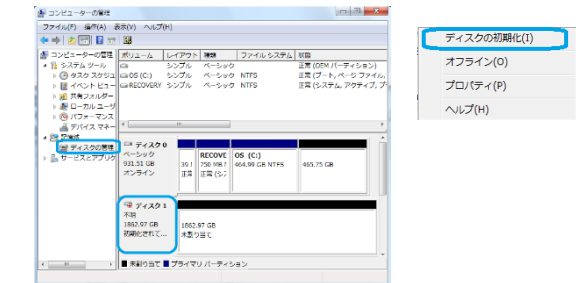 コンピューターの管理
ファイル(F) 操作(A) 表示(V) ヘルプ(H)
コンピューターの管理
システム ツール
タスク スケジュ
イベント ビュー
共有フォルダー
ローカル ユーザ
パフォーマンス
デバイス マネー
記憶域
ディスクの管理
サービスとアプリケ
ボリューム レイアウト 種類 ファイル システム 状態
シンプル ベーシック 正常 (OEM パーティション)
OS (C:) シンプル ベーシック NTFS 正常 (ブート, ページ ファイル,
RECOVERY シンプル ベーシック NTFS 正常 (システム, アクティブ, プ
ディスク 0
ベーシック
931.51 GB
オンライン
39
正常
RECOVE
750 MB
正常
OS (C:)
464.99 GB NTFS
465.75 GB
ディスク 1
不明
1862.97 GB
初期化されて...
1862.97 GB
未割り当て
未割り当て プライマリ パーティション
ディスクの初期化(I)
オフライン(O)
プロパティ(P)
ヘルプ(H)